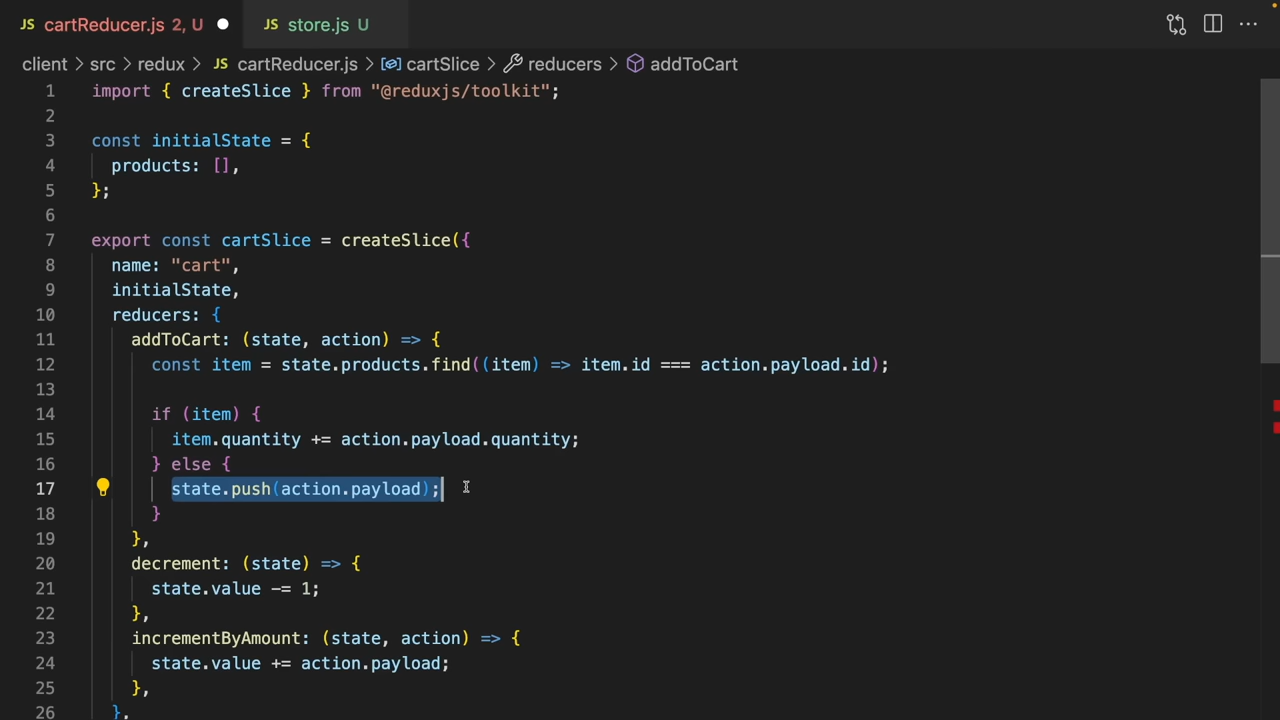 JS cartReducer.js 2, U JS store.js U
client > src > redux > JS cartReducer.js > cartSlice > reducers > addToCart
1 import { createSlice } from "@reduxjs/toolkit";
2
3 const initialState = {
4 products: [],
5 };
6
7 export const cartSlice = createSlice({
8 name: "cart",
9 initialState,
10 reducers: {
11 addToCart: (state, action) => {
12 const item = state.products.find((item) => item.id === action.payload.id);
13
14 if (item) {
15 item.quantity += action.payload.quantity;
16 } else {
17 state.push(action.payload);
18 }
19 },
20 decrement: (state) => {
21 state.value -= 1;
22 },
23 incrementByAmount: (state, action) => {
24 state.value += action.payload;
25 },
26 },